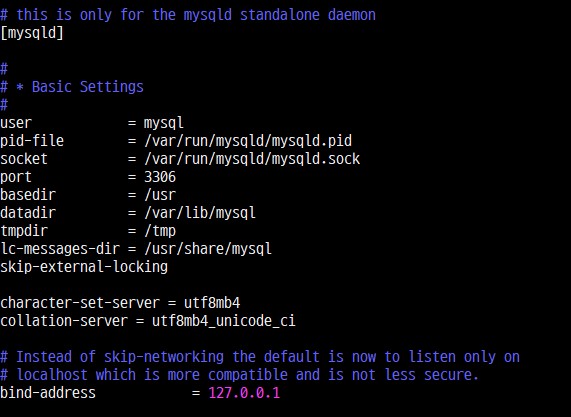 # this is only for the mysqld standalone daemon
[mysqld]
#
# * Basic Settings
#
user = mysql
pid-file = /var/run/mysqld/mysqld.pid
socket = /var/run/mysqld/mysqld.sock
port = 3306
basedir = /usr
datadir = /var/lib/mysql
tmpdir = /tmp
lc-messages-dir = /usr/share/mysql
skip-external-locking
character-set-server = utf8mb4
collation-server = utf8mb4_unicode_ci
# Instead of skip-networking the default is now to listen only on
# localhost which is more compatible and is not less secure.
bind-address = 127.0.0.1